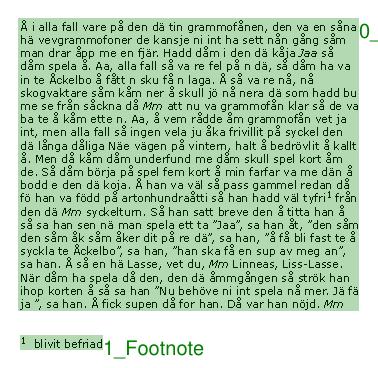 Å i alla fall vare på den dä tin grammofånen, den va en såna
hä vevgrammofoner de kansje ni int ha sett nån gång såm
man drar åpp me en fjär. Hadd dåm i den dä kåja Jaa så
dåm spela å. Aa, alla fall så va re fel på n dä, så dåm ha va
in te Åckelbo å fått n sku få n laga. Å så va re nå, nå
skogvaktare såm kåm ner å skull jö nå nera dä som hadd bu
me se från såckna då Mm att nu va grammofån klar så de va
ba te å kåm ette n. Aa, å vem rådde åm grammofån vet ja
int, men alla fall så ingen vela ju åka frivillit på syckel den
dä långa dåliga Näe vägen på vintern, halt å bedrövlit å kallt
å. Men då kåm dåm underfund me dåm skull spel kort åm
de. Så dåm börja på spel fem kort å min farfar va me dän å
bodd e den dä koja. Å han va väl så pass gammel redan då
fö han va född på artonhundraåtti så han hadd väl tyfri¹ från
den dä Mm syckelturn. Så han satt breve den å titta han å
så sa han sen nä man spela ett ta "Jaa", sa han åt, "den såm
den såm åk såm åker dit på re dä", sa han, "å få bli fast te å
syckla te Åckelbo", sa han, "han ska få en sup av meg an",
sa han. Å så en hä Lasse, vet du, Mm Linneas, Liss-Lasse.
När dåm ha spela då den, den dä åmmgången så strök han
ihop korten å så sa han "Nu behöve ni int spela nå mer. Jä få
ja ", sa han. Å fick supen då for han. Då var han nöjd. Mm
0_
¹ blivit befriad
1_Footnote